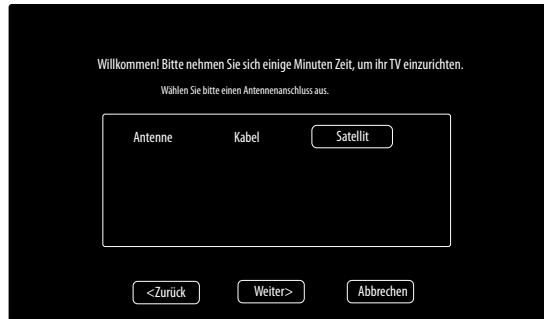 Willkommen! Bitte nehmen Sie sich einige Minuten Zeit, um ihr TV einzurichten.
Wählen Sie bitte einen Antennenanschluss aus.
Antenne Kabel Satellit
<Zurück Weiter> Abbrechen